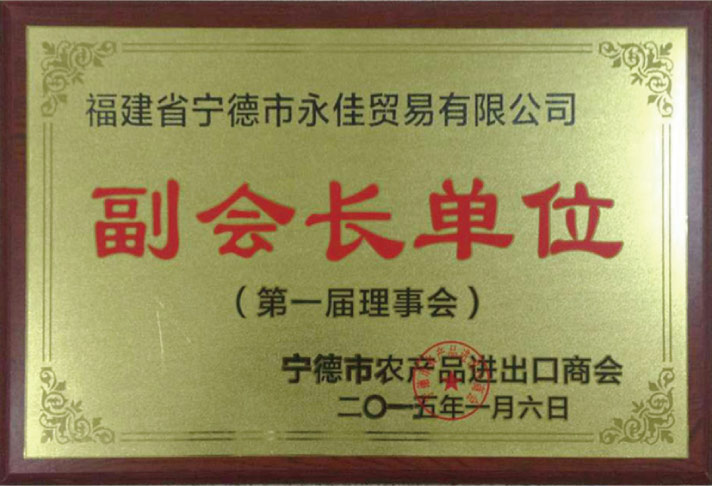 福建省宁德市永佳贸易有限公司
副会长单位
（第一届理事会）
宁德市农产品进出口商会
二〇一五年一月六日